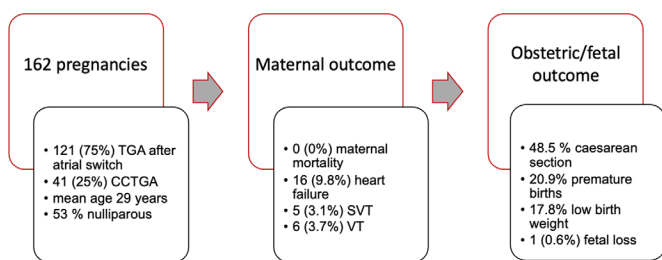 162 pregnancies
• 121 (75%) TGA after
atrial switch
• 41 (25%) CCTGA
• mean age 29 years
• 53 % nulliparous
Maternal outcome
• 0 (0%) maternal
mortality
• 16 (9.8%) heart
failure
• 5 (3.1%) SVT
• 6 (3.7%) VT
Obstetric/fetal
outcome
• 48.5 % caesarean
section
• 20.9% premature
births
• 17.8% low birth
weight
• 1 (0.6%) fetal loss